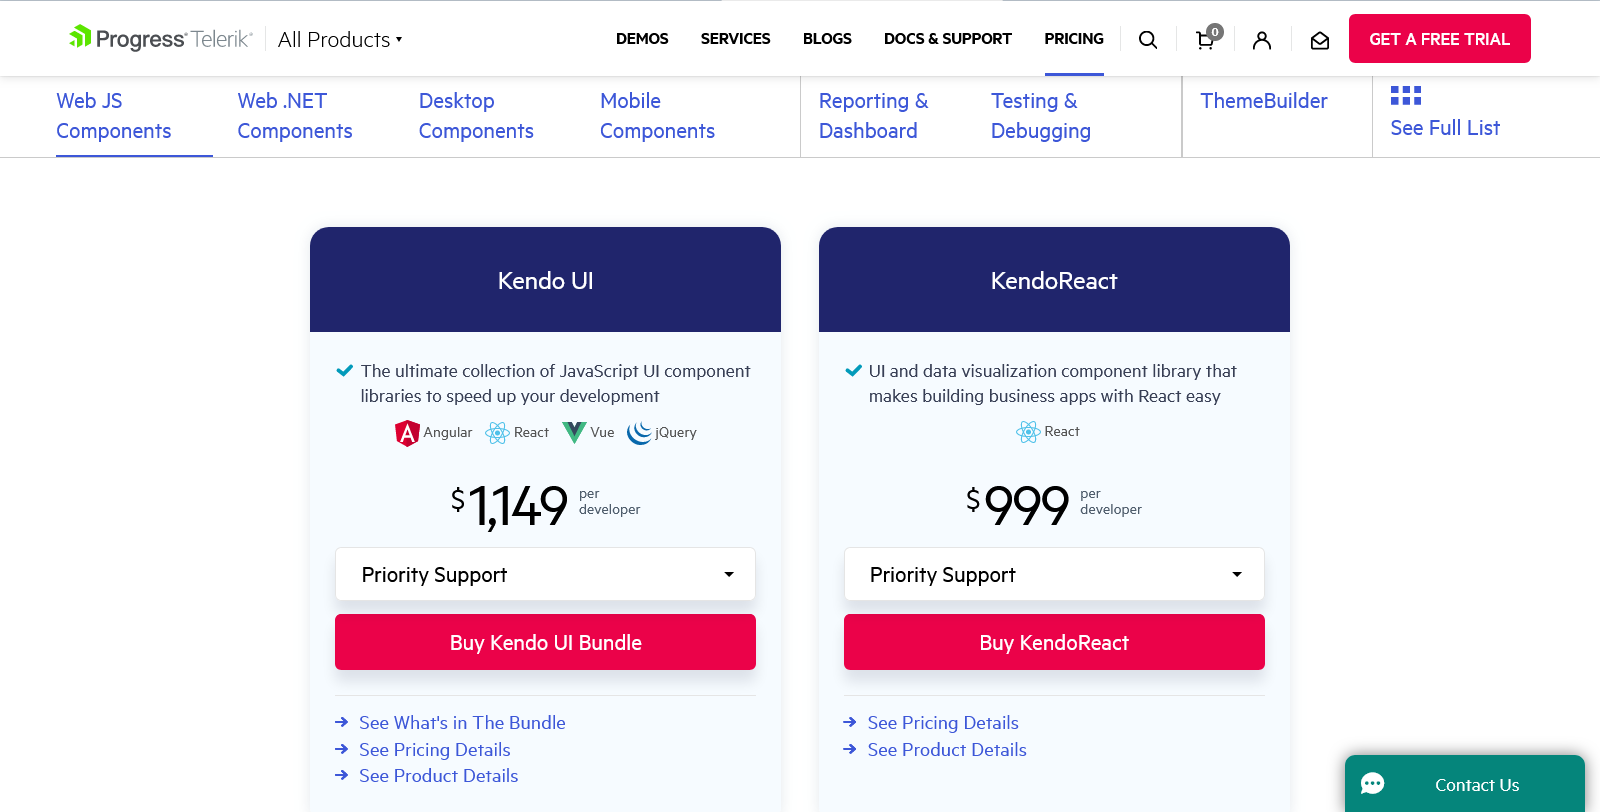 Progress Telerik
All Products
DEMOS
SERVICES
BLOGS
DOCS & SUPPORT
PRICING
0
GET A FREE TRIAL
Web JS
Components
Web .NET
Components
Desktop
Components
Mobile
Components
Reporting &
Dashboard
Testing &
Debugging
ThemeBuilder
See Full List
Kendo UI
The ultimate collection of JavaScript UI component
libraries to speed up your development
Angular
React
Vue
jQuery
$1,149
per
developer
Priority Support
Buy Kendo UI Bundle
See What's in The Bundle
See Pricing Details
See Product Details
KendoReact
UI and data visualization component library that
makes building business apps with React easy
React
$999
per
developer
Priority Support
Buy KendoReact
See Pricing Details
See Product Details
Contact Us